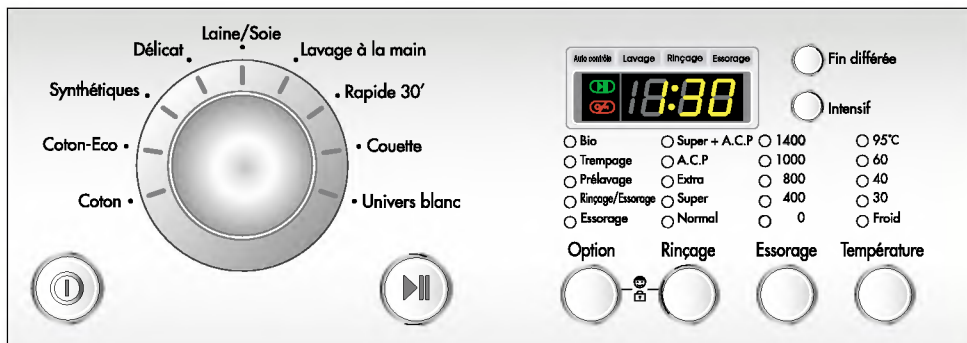 Laine/Soie
Délicat
Lavage à la main
Synthétiques
Rapide 30’
Coton-Eco
Couette
Coton
Univers blanc
Auto contrôle Lavage Rinçage Essorage
1:30
Fin différée
Intensif
Bio Super + A.C.P 1400 95°C
Trempage A.C.P 1000 60
Prélavage Extra 800 40
Rinçage/Essorage Super 400 30
Essorage Normal 0 Froid
Option Rinçage Essorage Température